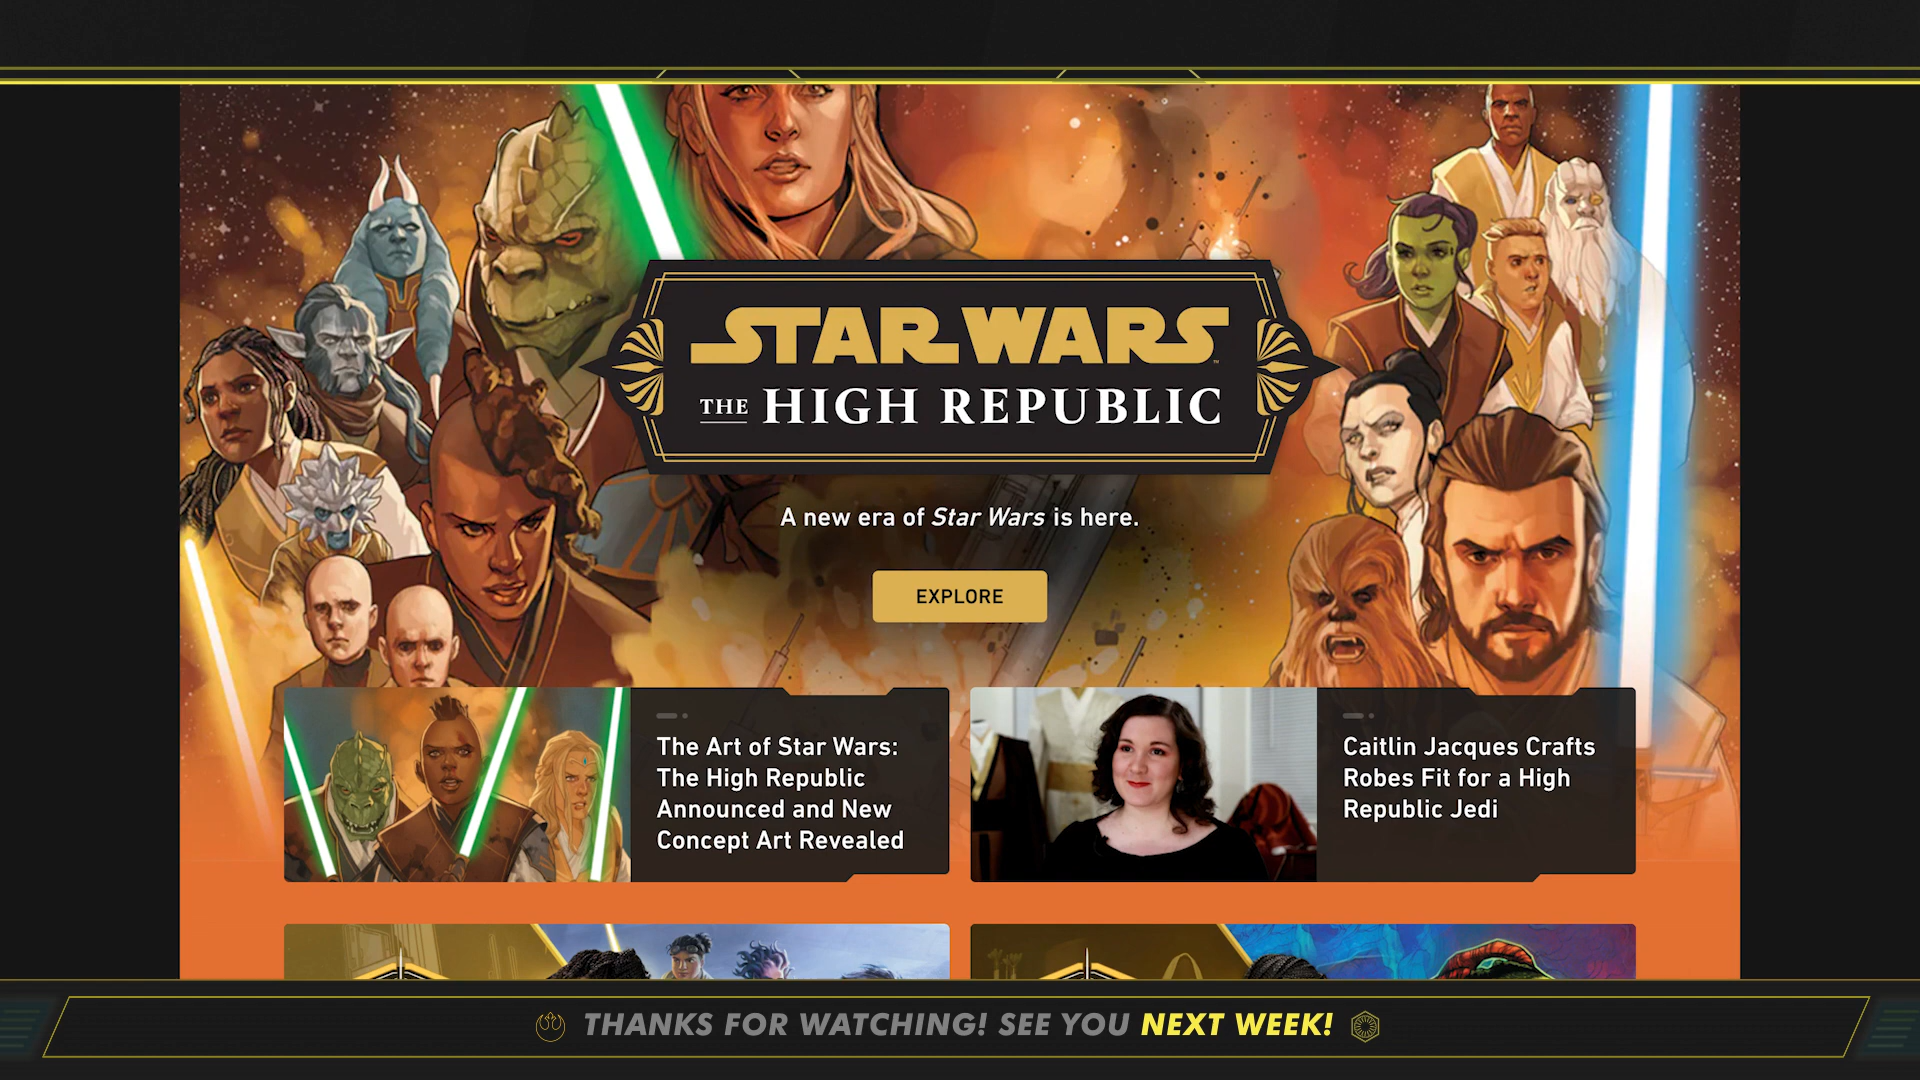 STAR WARS
THE HIGH REPUBLIC
A new era of Star Wars is here.
EXPLORE
The Art of Star Wars:
The High Republic
Announced and New
Concept Art Revealed
Caitlin Jacques Crafts
Robes Fit for a High
Republic Jedi
THANKS FOR WATCHING! SEE YOU NEXT WEEK!